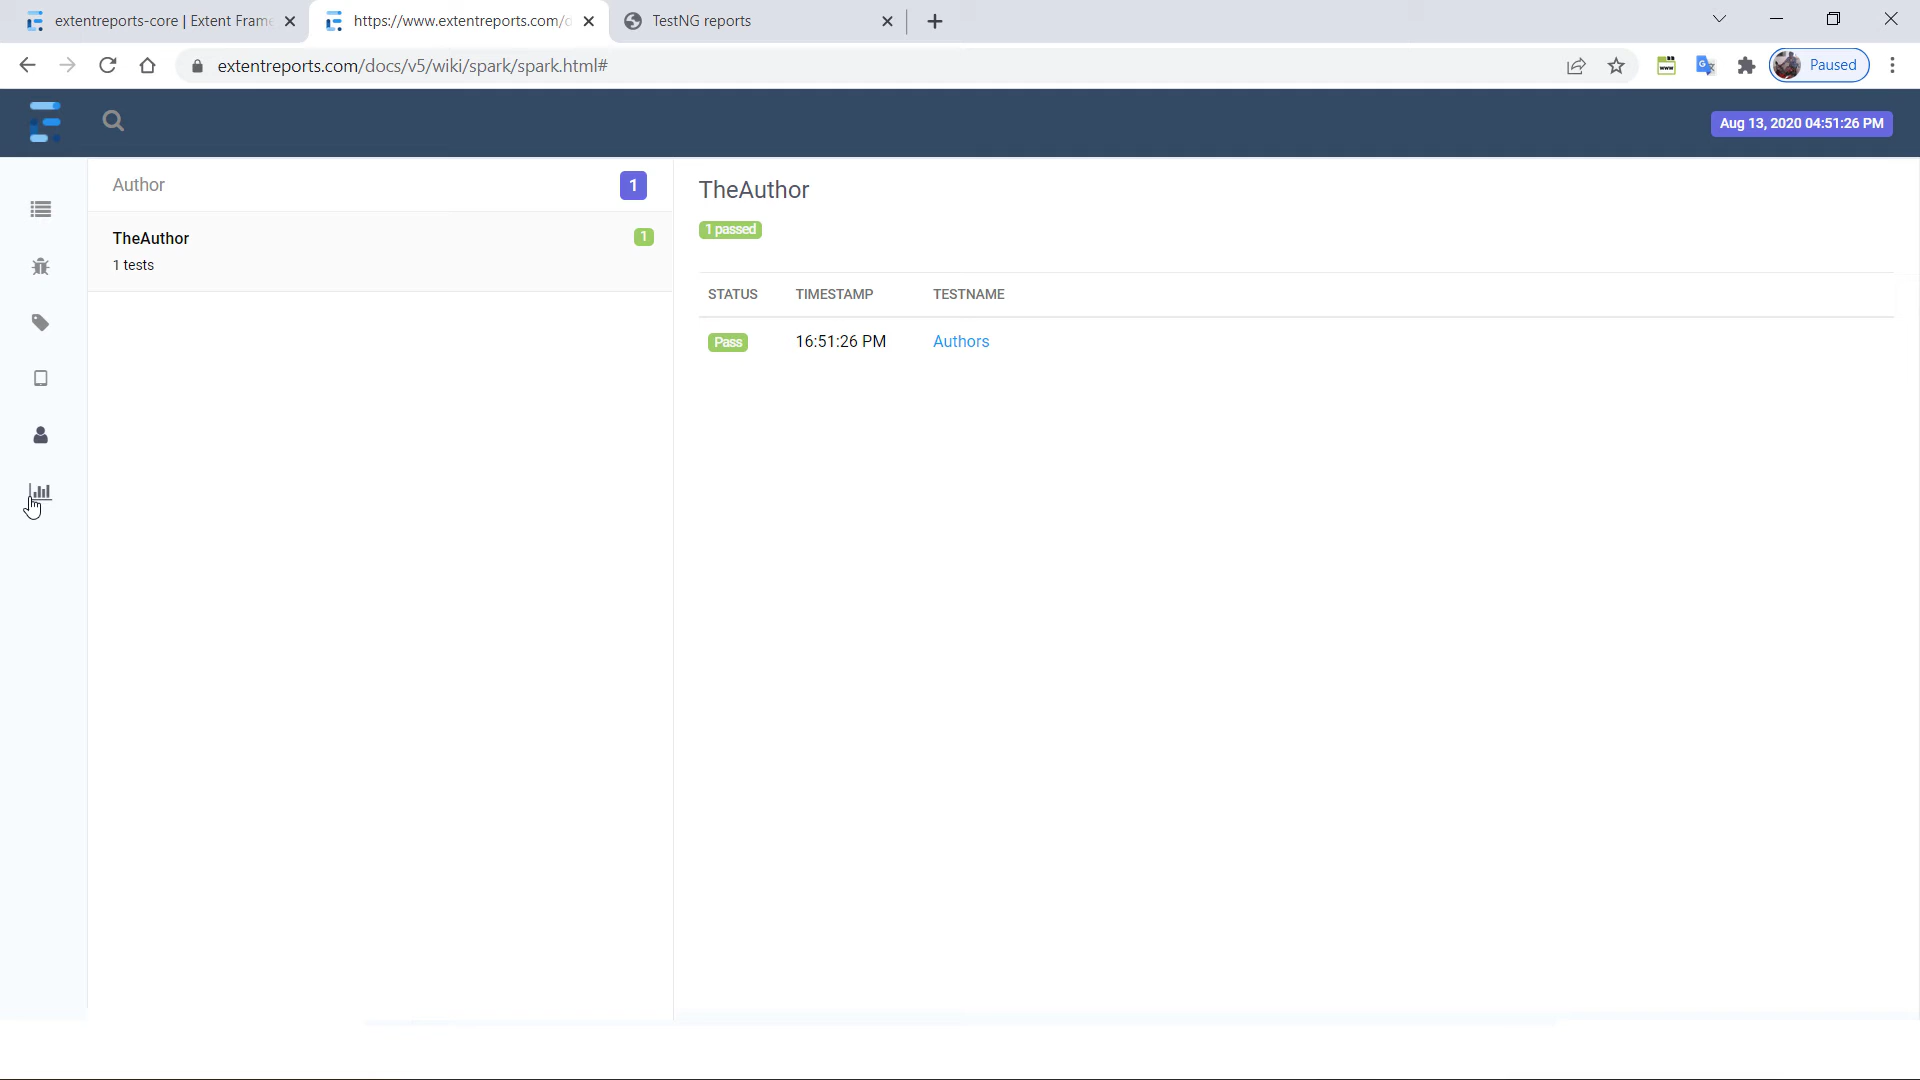 extentreports-core | Extent Frame
https://www.extentreports.com/d
TestNG reports
extentreports.com/docs/v5/wiki/spark/spark.html#
Paused
Aug 13, 2020 04:51:26 PM
Author
1
TheAuthor
1
1 tests
TheAuthor
1 passed
STATUS TIMESTAMP TESTNAME
Pass 16:51:26 PM Authors